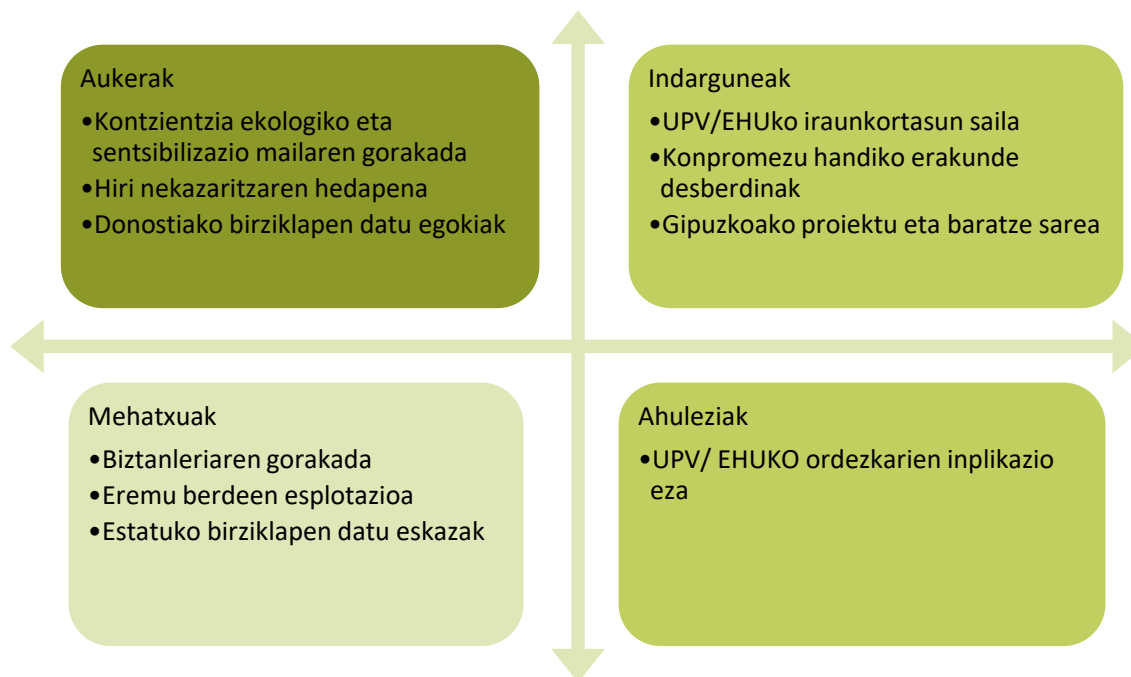 Aukerak
•Kontzientzia ekologiko eta
sentsibilizazio mailaren gorakada
•Hiri nekazaritzaren hedapena
•Donostiako birziklapen datu egokiak
Indarguneak
•UPV/EHUko iraunkortasun saila
•Konpromezu handiko erakunde
desberdinak
•Gipuzkoako proiektu eta baratze sarea
Mehatxuak
•Biztanleriaren gorakada
•Eremu berdeen esplotazioa
•Estatuko birziklapen datu eskazak
Ahuleziak
•UPV/ EHUKO ordezkarien inplikazio
eza